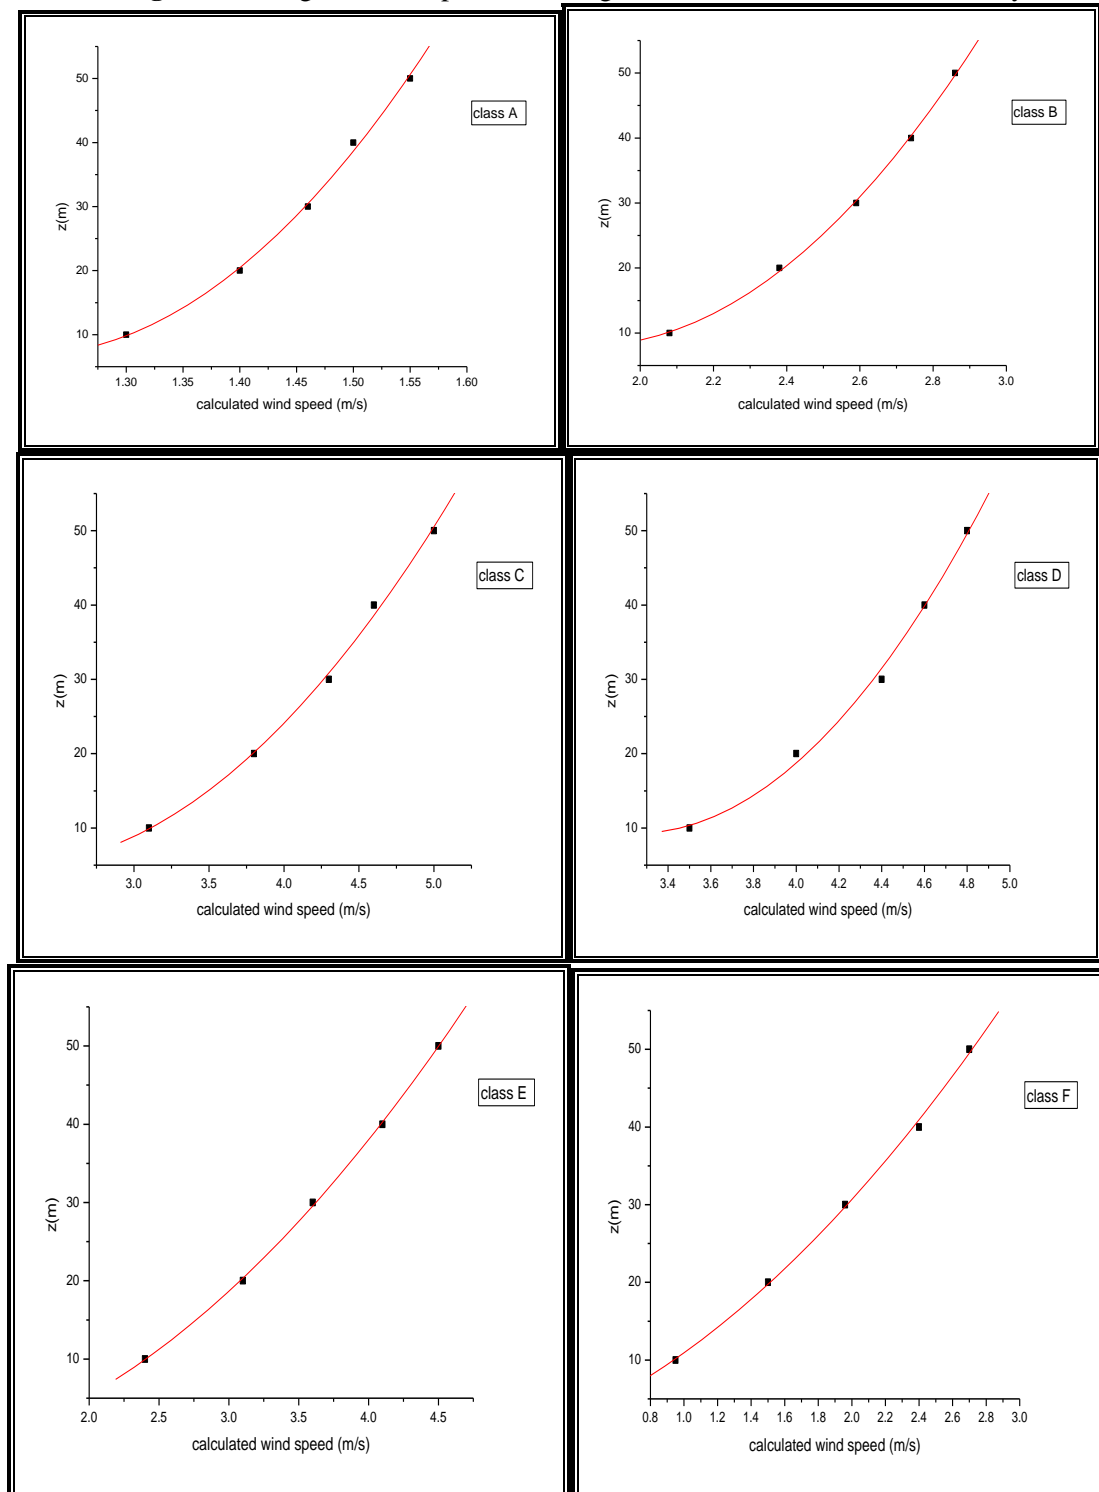 class A
50
40
30
20
10
z(m)
1.30 1.35 1.40 1.45 1.50 1.55 1.60
calculated wind speed (m/s)
class B
50
40
30
20
10
z(m)
2.0 2.2 2.4 2.6 2.8 3.0
calculated wind speed (m/s)
class C
50
40
30
20
10
z(m)
3.0 3.5 4.0 4.5 5.0
calculated wind speed (m/s)
class D
50
40
30
20
10
z(m)
3.4 3.6 3.8 4.0 4.2 4.4 4.6 4.8 5.0
calculated wind speed (m/s)
class E
50
40
30
20
10
z(m)
2.0 2.5 3.0 3.5 4.0 4.5
calculated wind speed (m/s)
class F
50
40
30
20
10
z(m)
0.8 1.0 1.2 1.4 1.6 1.8 2.0 2.2 2.4 2.6 2.8 3.0
calculated wind speed (m/s)